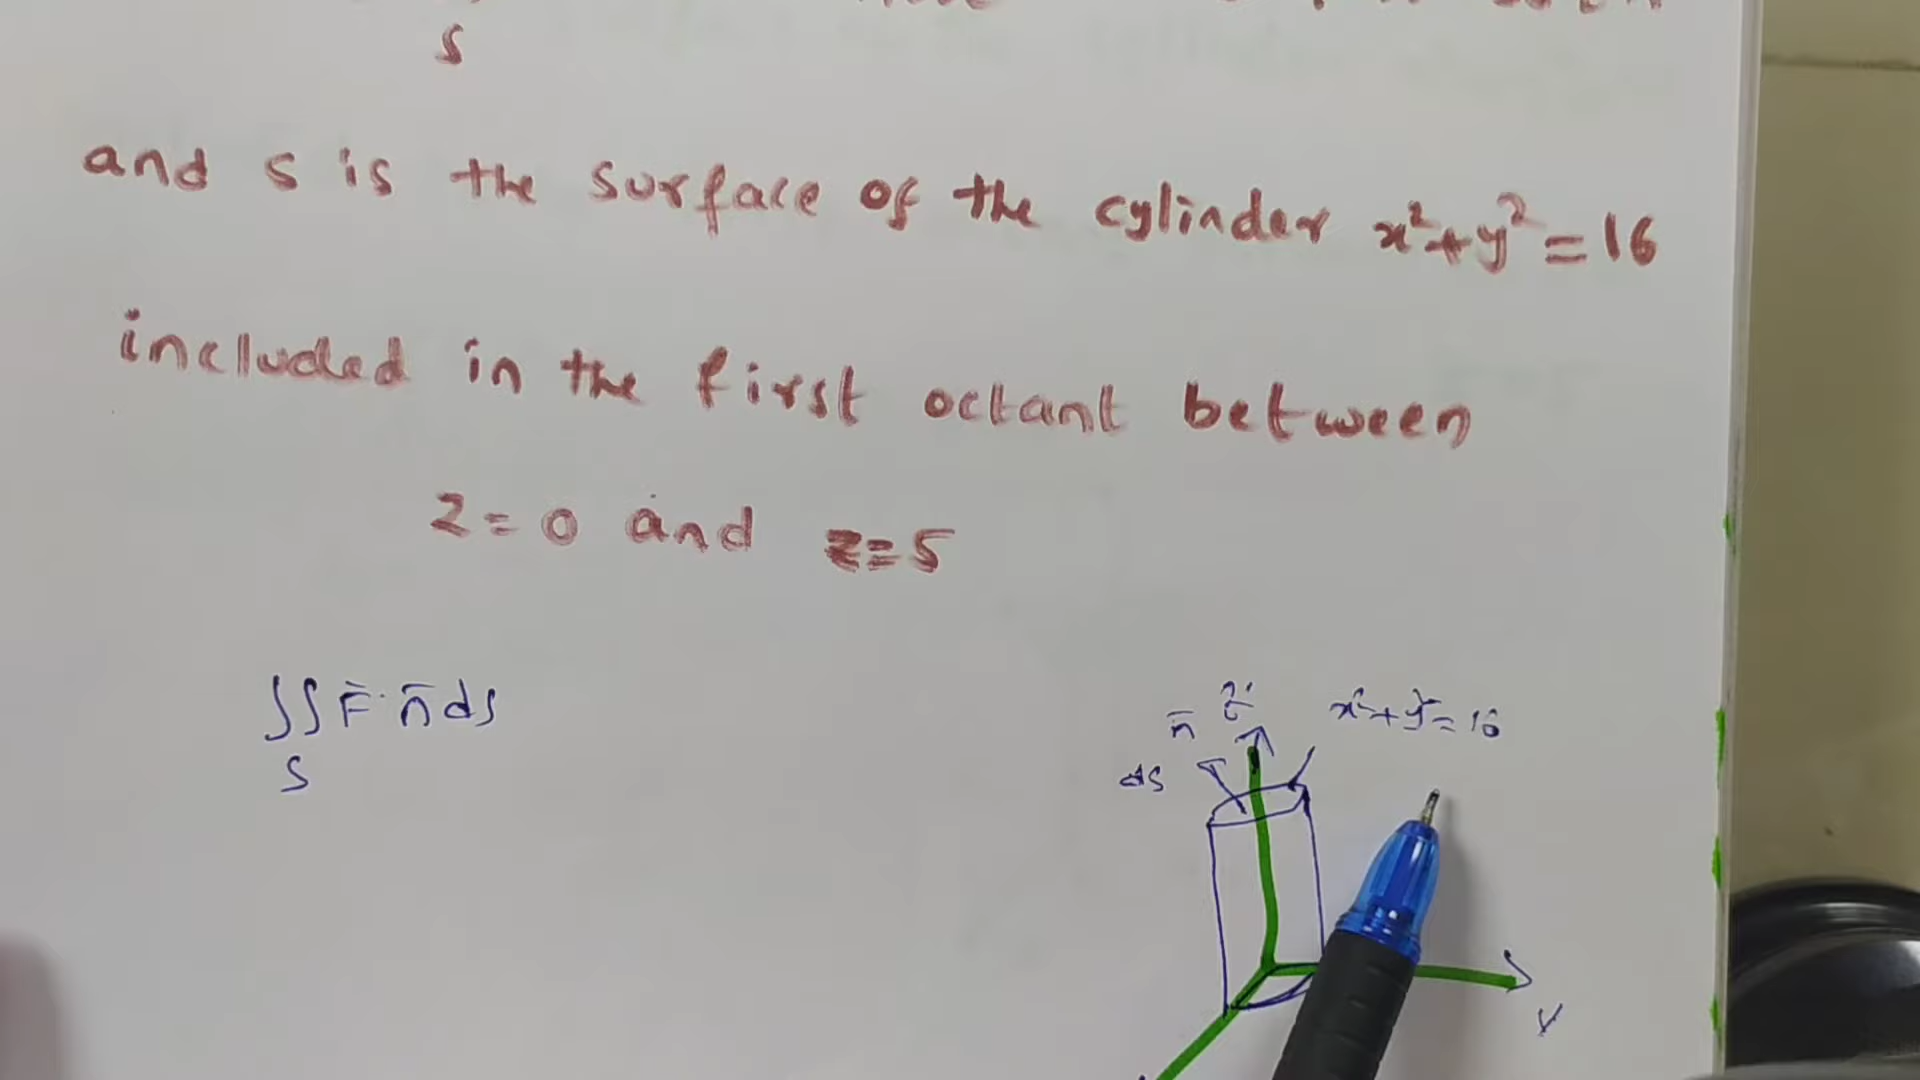 S
and s is the surface of the cylinder x²+y²=16
included in the first octant between
z=0 and z=5
∫∫ F̄·n̄ ds
S
n̄ z x²+y²=16
ds
Y